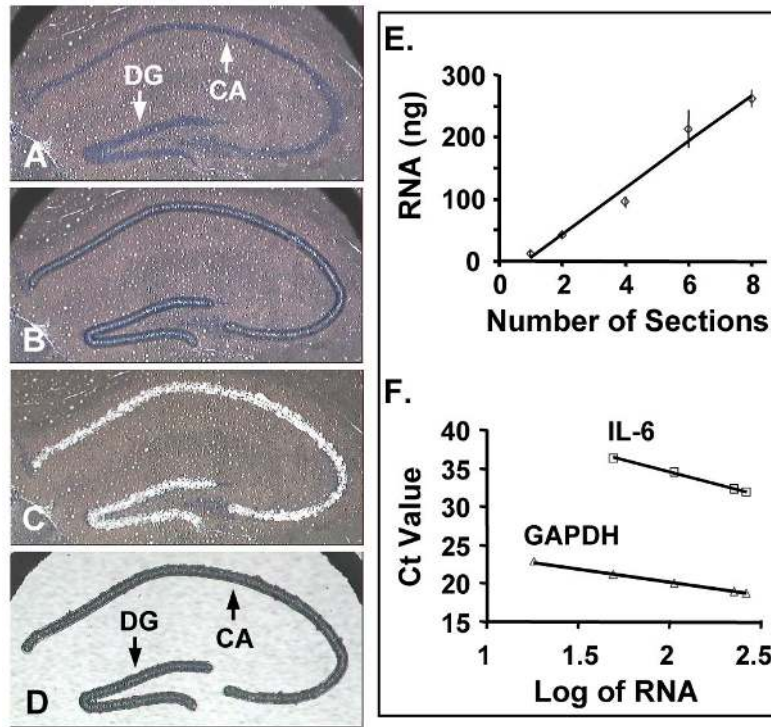 DG
CA
A
B
C
DG
CA
D
E.
RNA (ng)
300
200
100
0
0 2 4 6 8
Number of Sections
F.
Ct Value
40
35
30
25
20
15
IL-6
GAPDH
1 1.5 2 2.5
Log of RNA